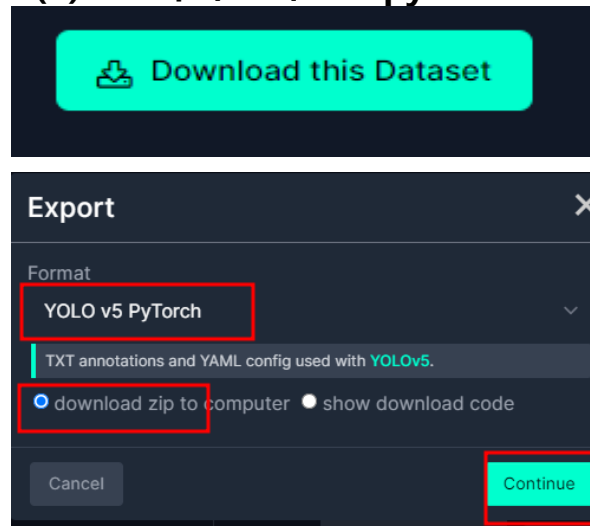 Download this Dataset
Export
Format
YOLO v5 PyTorch
TXT annotations and YAML config used with YOLOv5.
download zip to computer show download code
Cancel Continue